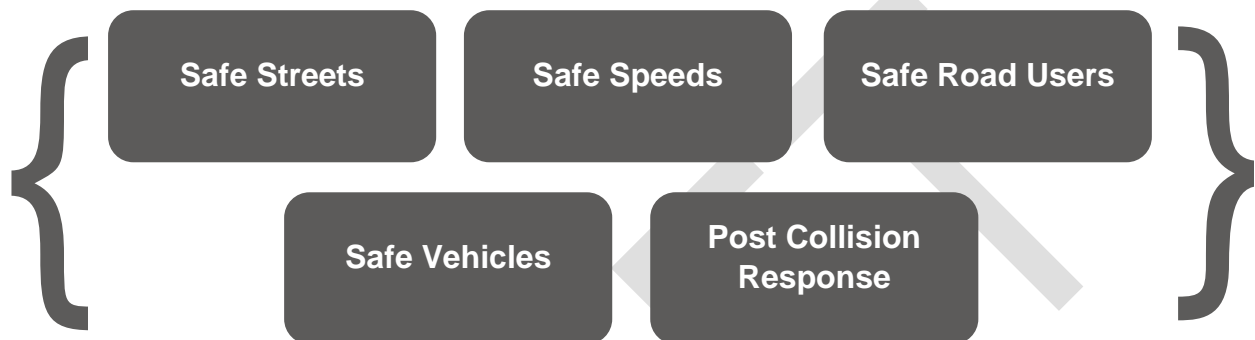 Safe Streets
Safe Speeds
Safe Road Users
Safe Vehicles
Post Collision
Response